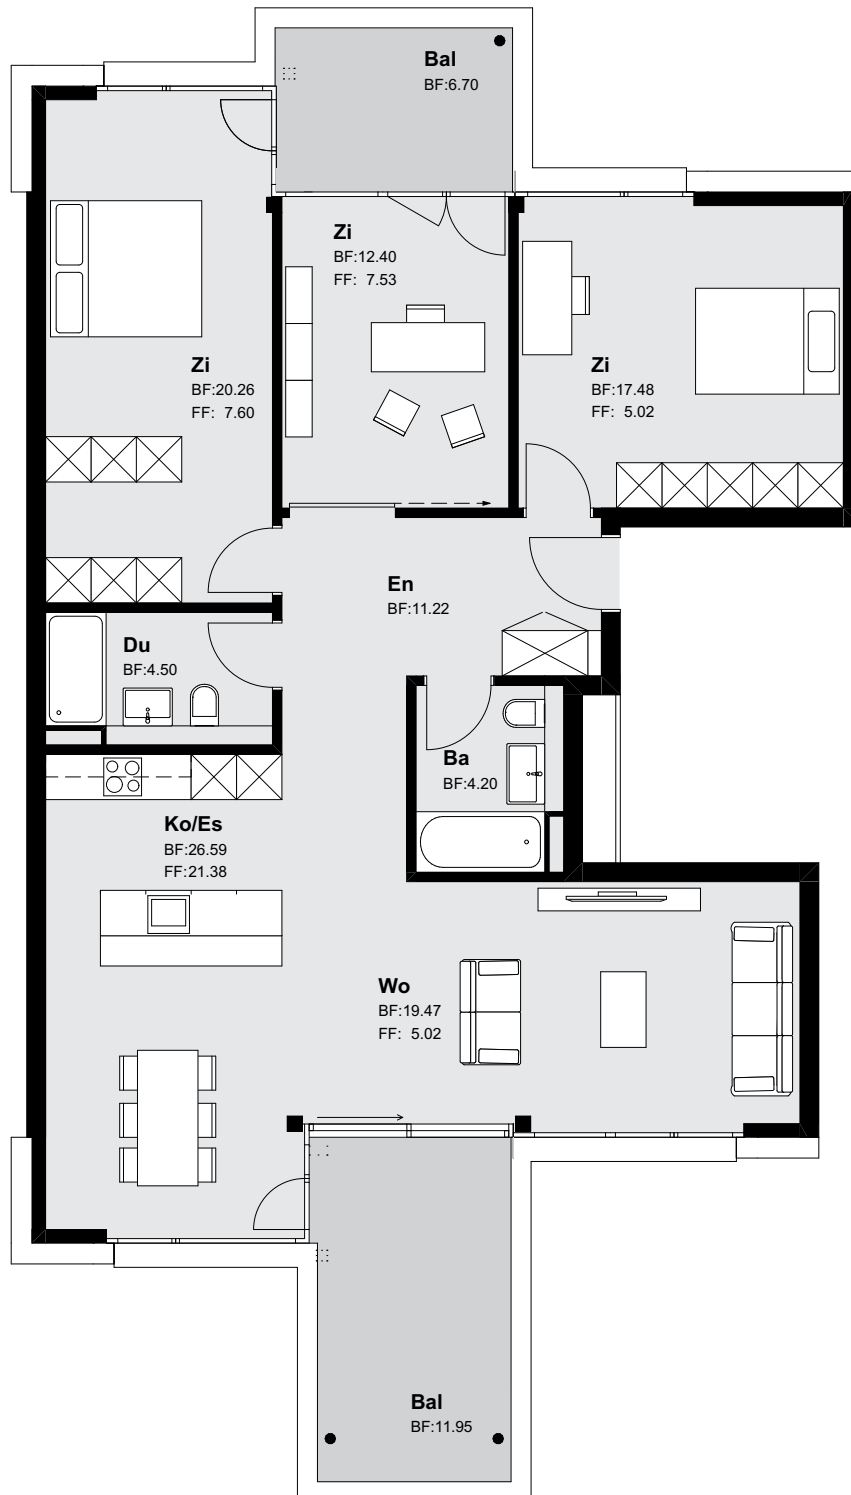 Bal
BF:6.70
Zi
BF:12.40
FF: 7.53
Zi
BF:20.26
FF: 7.60
Zi
BF:17.48
FF: 5.02
En
BF:11.22
Du
BF:4.50
Ba
BF:4.20
Ko/Es
BF:26.59
FF:21.38
Wo
BF:19.47
FF: 5.02
Bal
BF:11.95